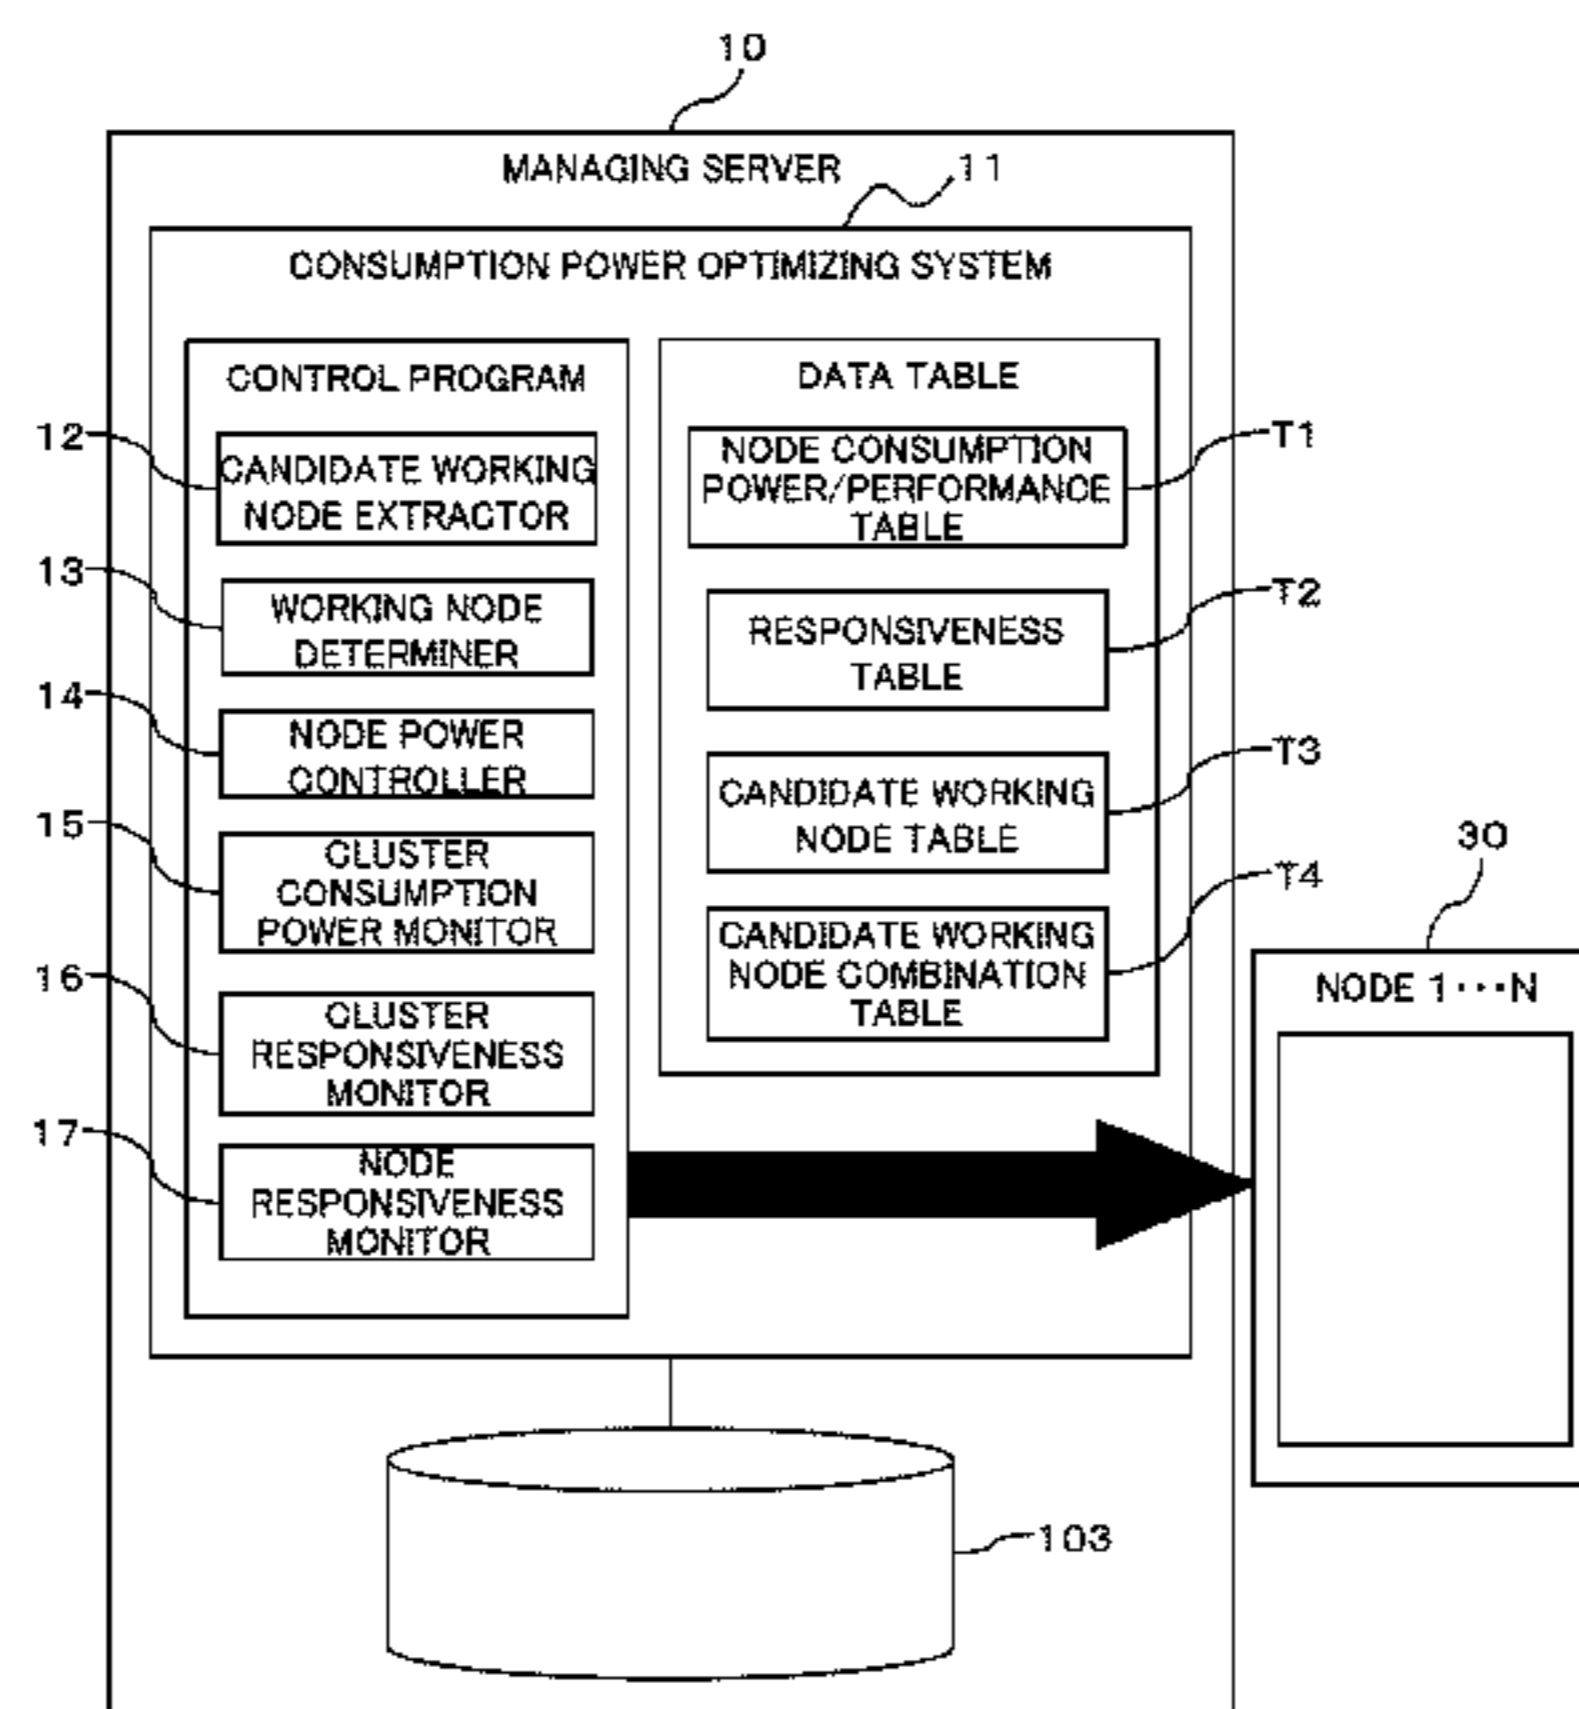 10
MANAGING SERVER
11
CONSUMPTION POWER OPTIMIZING SYSTEM
CONTROL PROGRAM
12
CANDIDATE WORKING
NODE EXTRACTOR
13
WORKING NODE
DETERMINER
14
NODE POWER
CONTROLLER
15
CLUSTER
CONSUMPTION
POWER MONITOR
16
CLUSTER
RESPONSIVENESS
MONITOR
17
NODE
RESPONSIVENESS
MONITOR
DATA TABLE
NODE CONSUMPTION
POWER/PERFORMANCE
TABLE
T1
RESPONSIVENESS
TABLE
T2
CANDIDATE WORKING
NODE TABLE
T3
CANDIDATE WORKING
NODE COMBINATION
TABLE
T4
30
NODE 1···N
103